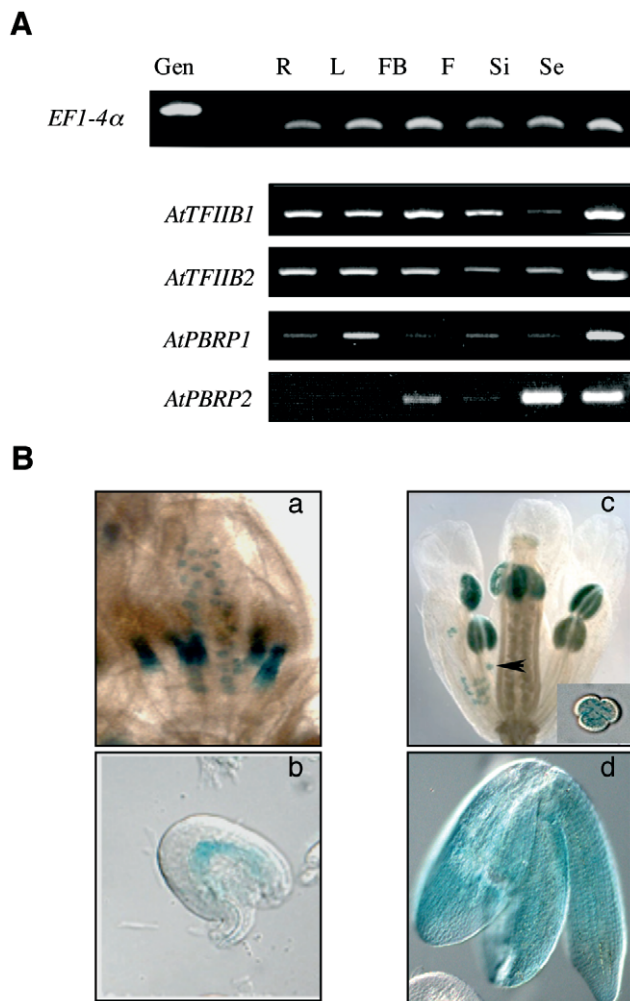 A
Gen R L FB F Si Se
EF1-4α
AtTFIIB1
AtTFIIB2
AtPBRP1
AtPBRP2
B
a
c
b
d